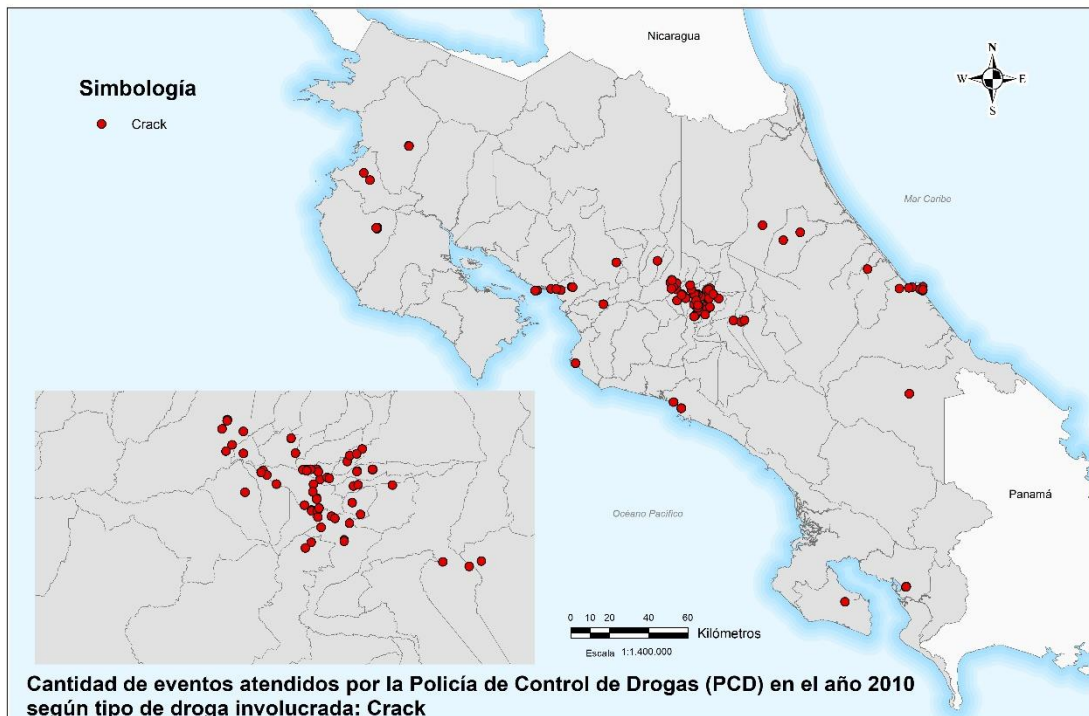 Nicaragua
Simbología
Crack
N
W E
S
Mar Caribo
Panamá
Océano Pacifico
0 10 20 40 60
Kilómetros
Escala 1:1.400.000
Cantidad de eventos atendidos por la Policía de Control de Drogas (PCD) en el año 2010
según tipo de droga involucrada: Crack